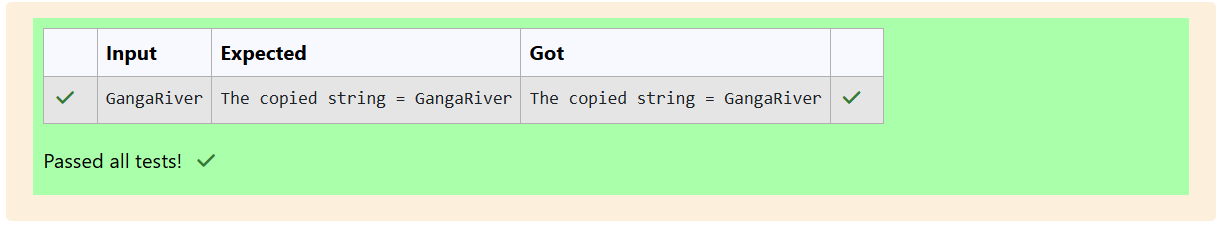 Input Expected Got
GangaRiver The copied string = GangaRiver The copied string = GangaRiver
Passed all tests!